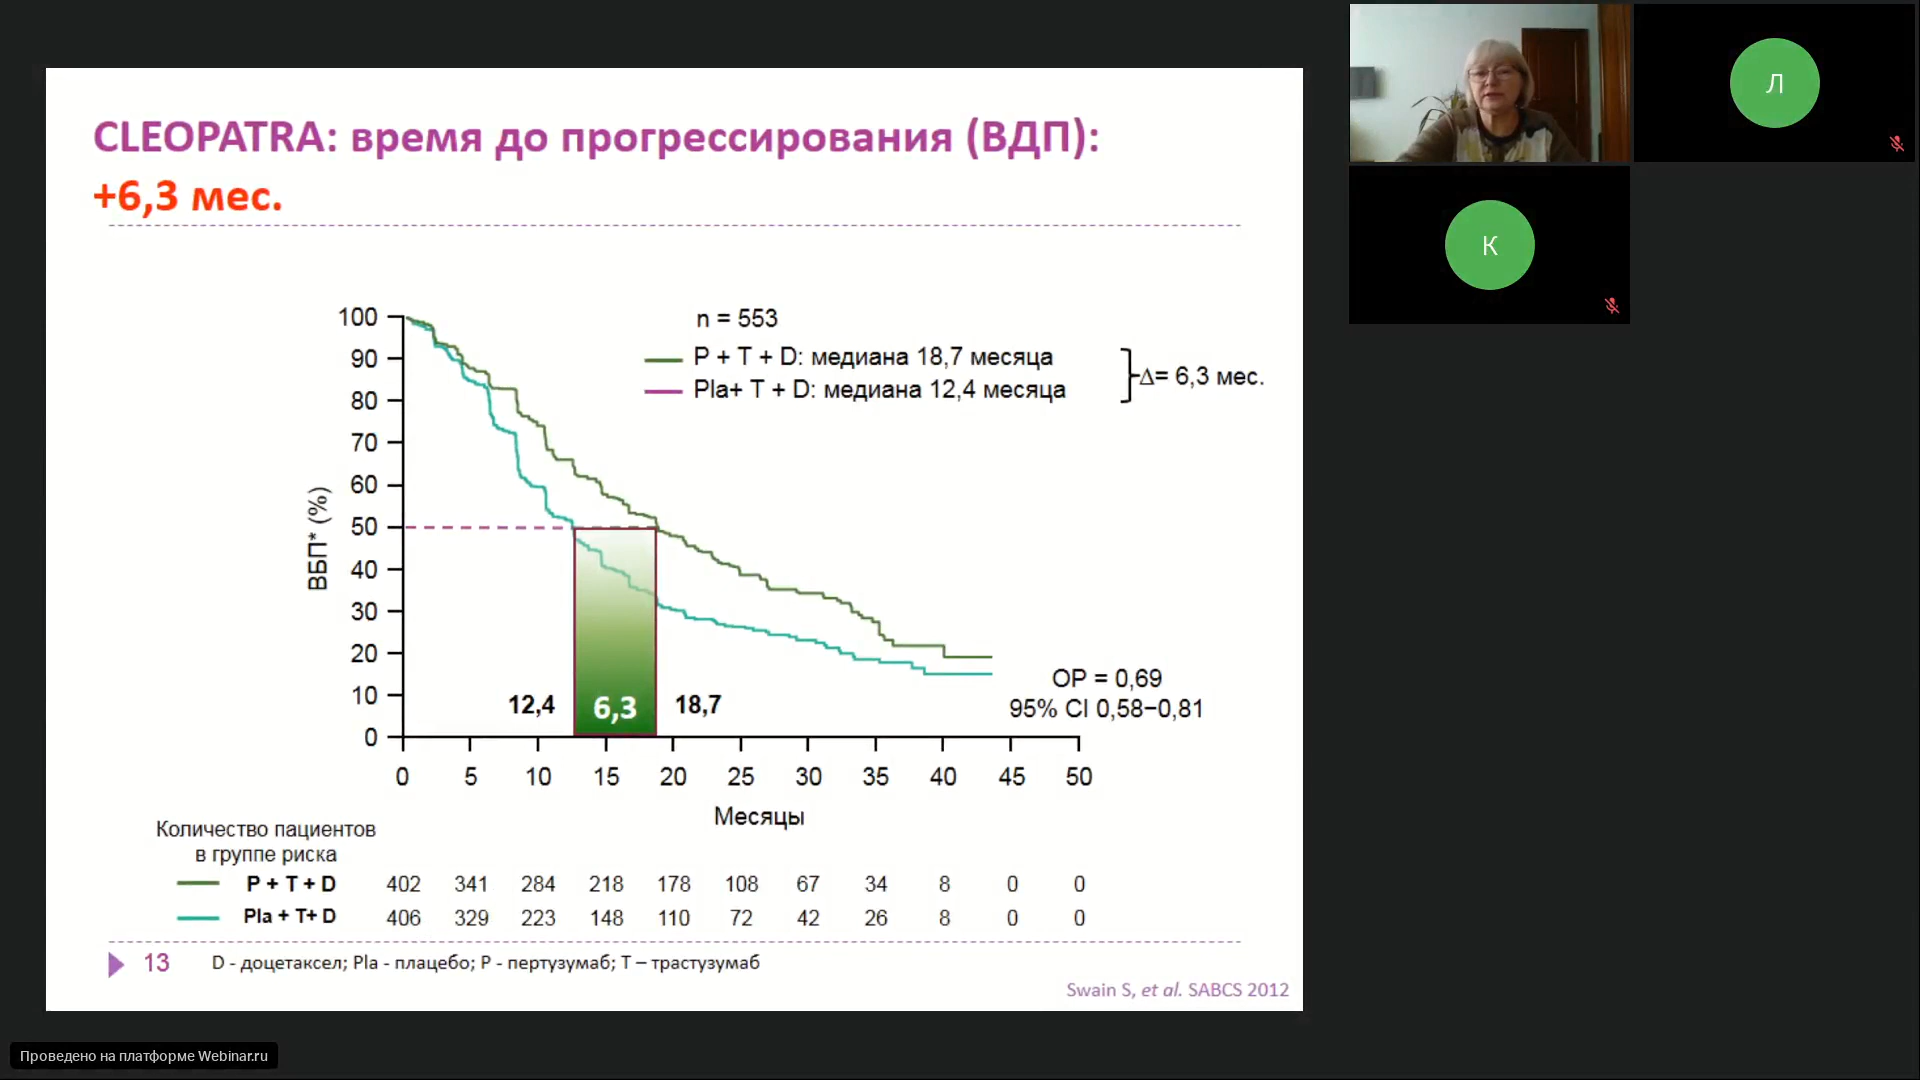 CLEOPATRA: время до прогрессирования (ВДП):
+6,3 мес.
n = 553
P + T + D: медиана 18,7 месяца
Pla+ T + D: медиана 12,4 месяца
Δ= 6,3 мес.
ВБП* (%)
100
90
80
70
60
50
40
30
20
10
0
12,4
6,3
18,7
ОР = 0,69
95% CI 0,58–0,81
0 5 10 15 20 25 30 35 40 45 50
Месяцы
Количество пациентов
в группе риска
P + T + D 402 341 284 218 178 108 67 34 8 0 0
Pla + T+ D 406 329 223 148 110 72 42 26 8 0 0
13
D - доцетаксел; Pla - плацебо; P - пертузумаб; T – трастузумаб
Swain S, et al. SABCS 2012
Л
К
Проведено на платформе Webinar.ru